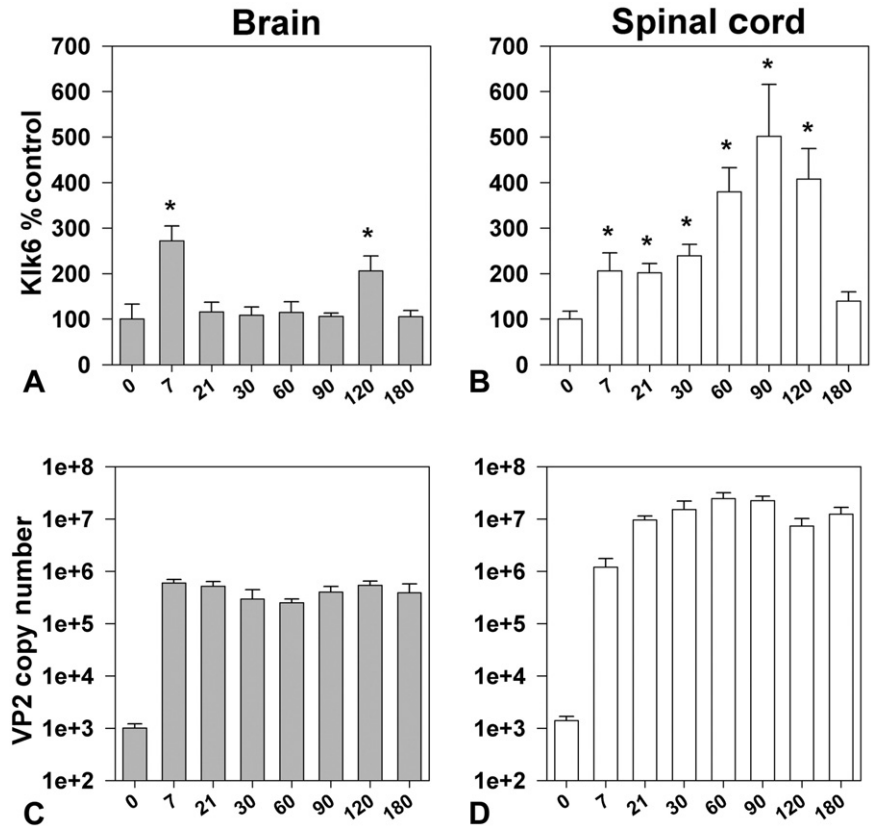 Brain
Spinal cord
Klk6 % control
700
600
500
400
300
200
100
0
*
*
A
0 7 21 30 60 90 120 180
700
600
500
400
300
200
100
0
*
*
*
*
*
*
B
0 7 21 30 60 90 120 180
VP2 copy number
1e+8
1e+7
1e+6
1e+5
1e+4
1e+3
1e+2
C
0 7 21 30 60 90 120 180
1e+8
1e+7
1e+6
1e+5
1e+4
1e+3
1e+2
D
0 7 21 30 60 90 120 180